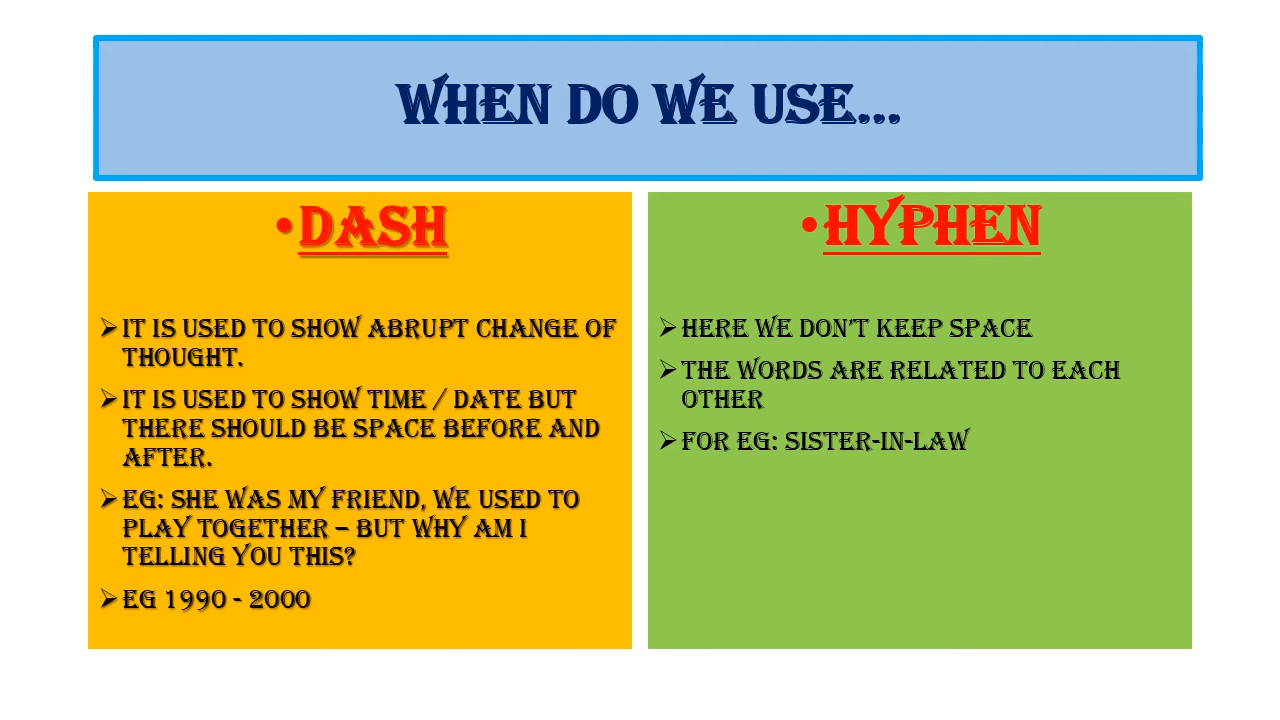 WHEN DO WE USE...
•DASH
➢IT IS USED TO SHOW ABRUPT CHANGE OF
THOUGHT.
➢IT IS USED TO SHOW TIME / DATE BUT
THERE SHOULD BE SPACE BEFORE AND
AFTER.
➢EG: SHE WAS MY FRIEND, WE USED TO
PLAY TOGETHER – BUT WHY AM I
TELLING YOU THIS?
➢EG 1990 - 2000
•HYPHEN
➢HERE WE DON'T KEEP SPACE
➢THE WORDS ARE RELATED TO EACH
OTHER
➢FOR EG: SISTER-IN-LAW